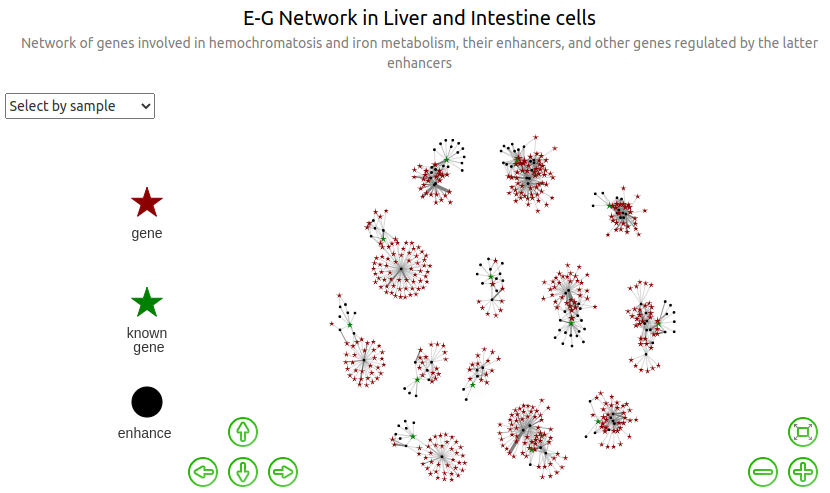 E-G Network in Liver and Intestine cells
Network of genes involved in hemochromatosis and iron metabolism, their enhancers, and other genes regulated by the latter
enhancers
Select by sample
gene
known
gene
enhance